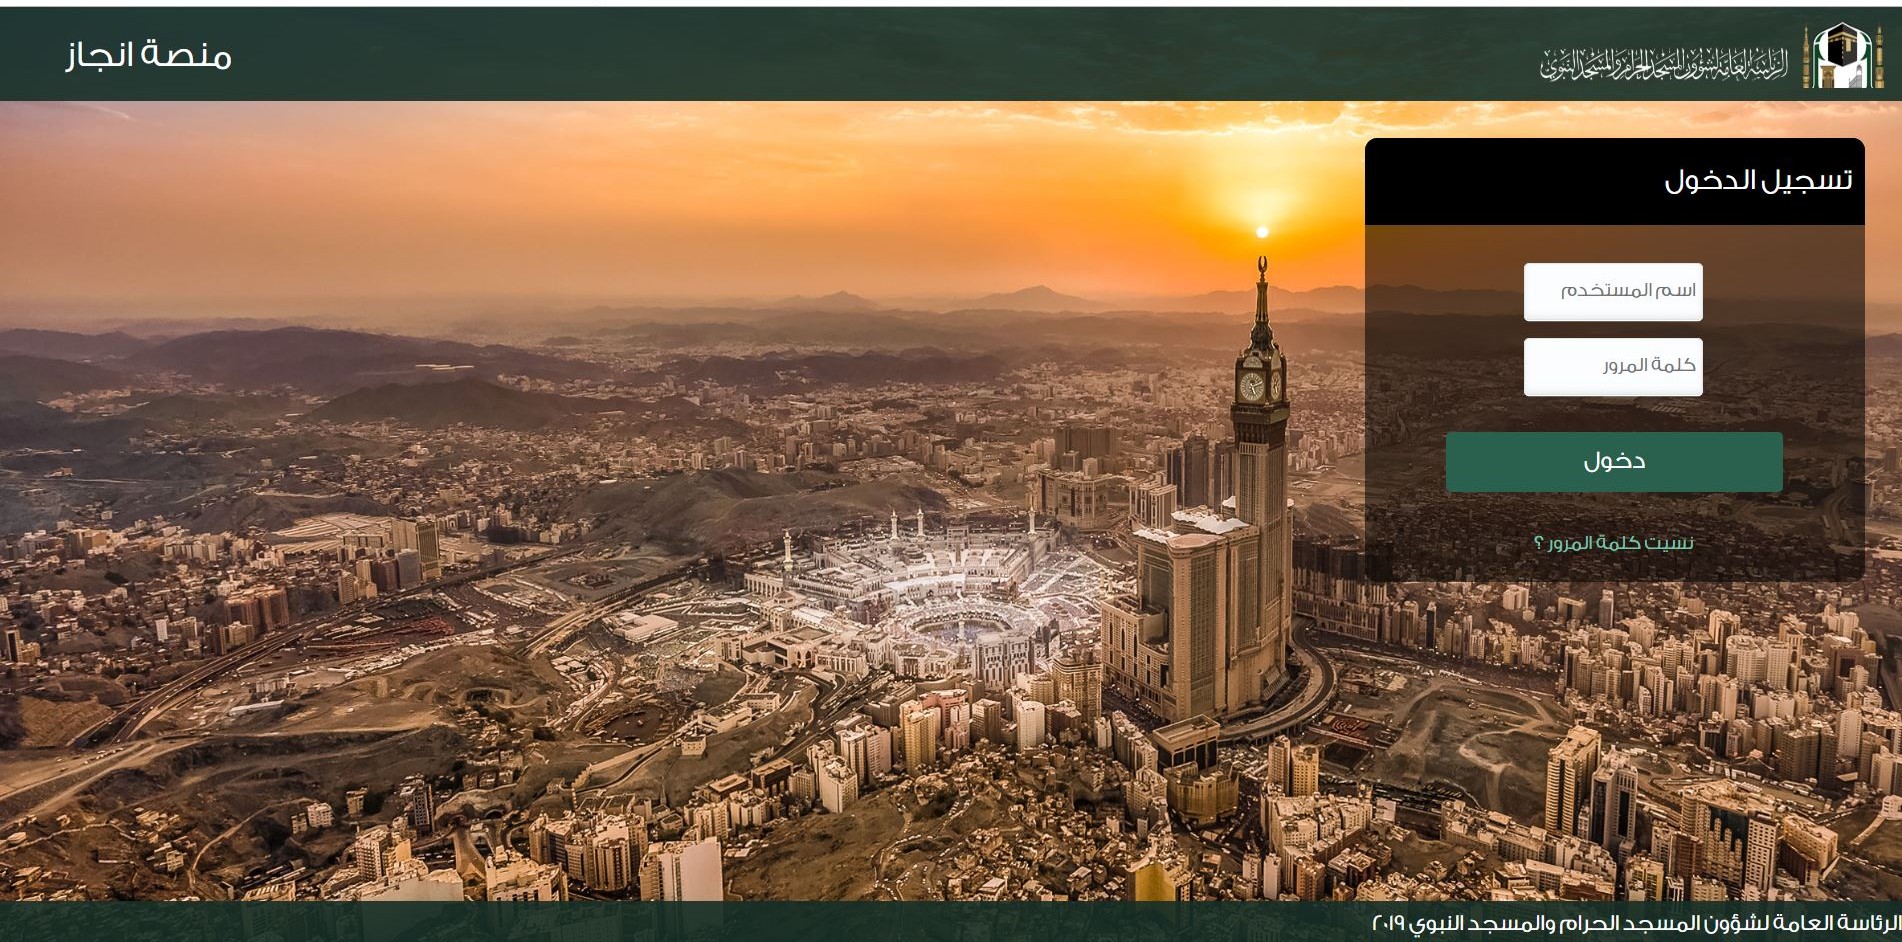 الرئاسة العامة لشؤون المسجد الحرام والمسجد النبوي
منصة انجاز
تسجيل الدخول
اسم المستخدم
كلمة المرور
دخول
نسيت كلمة المرور ؟
الرئاسة العامة لشؤون المسجد الحرام والمسجد النبوي ٢٠١٩